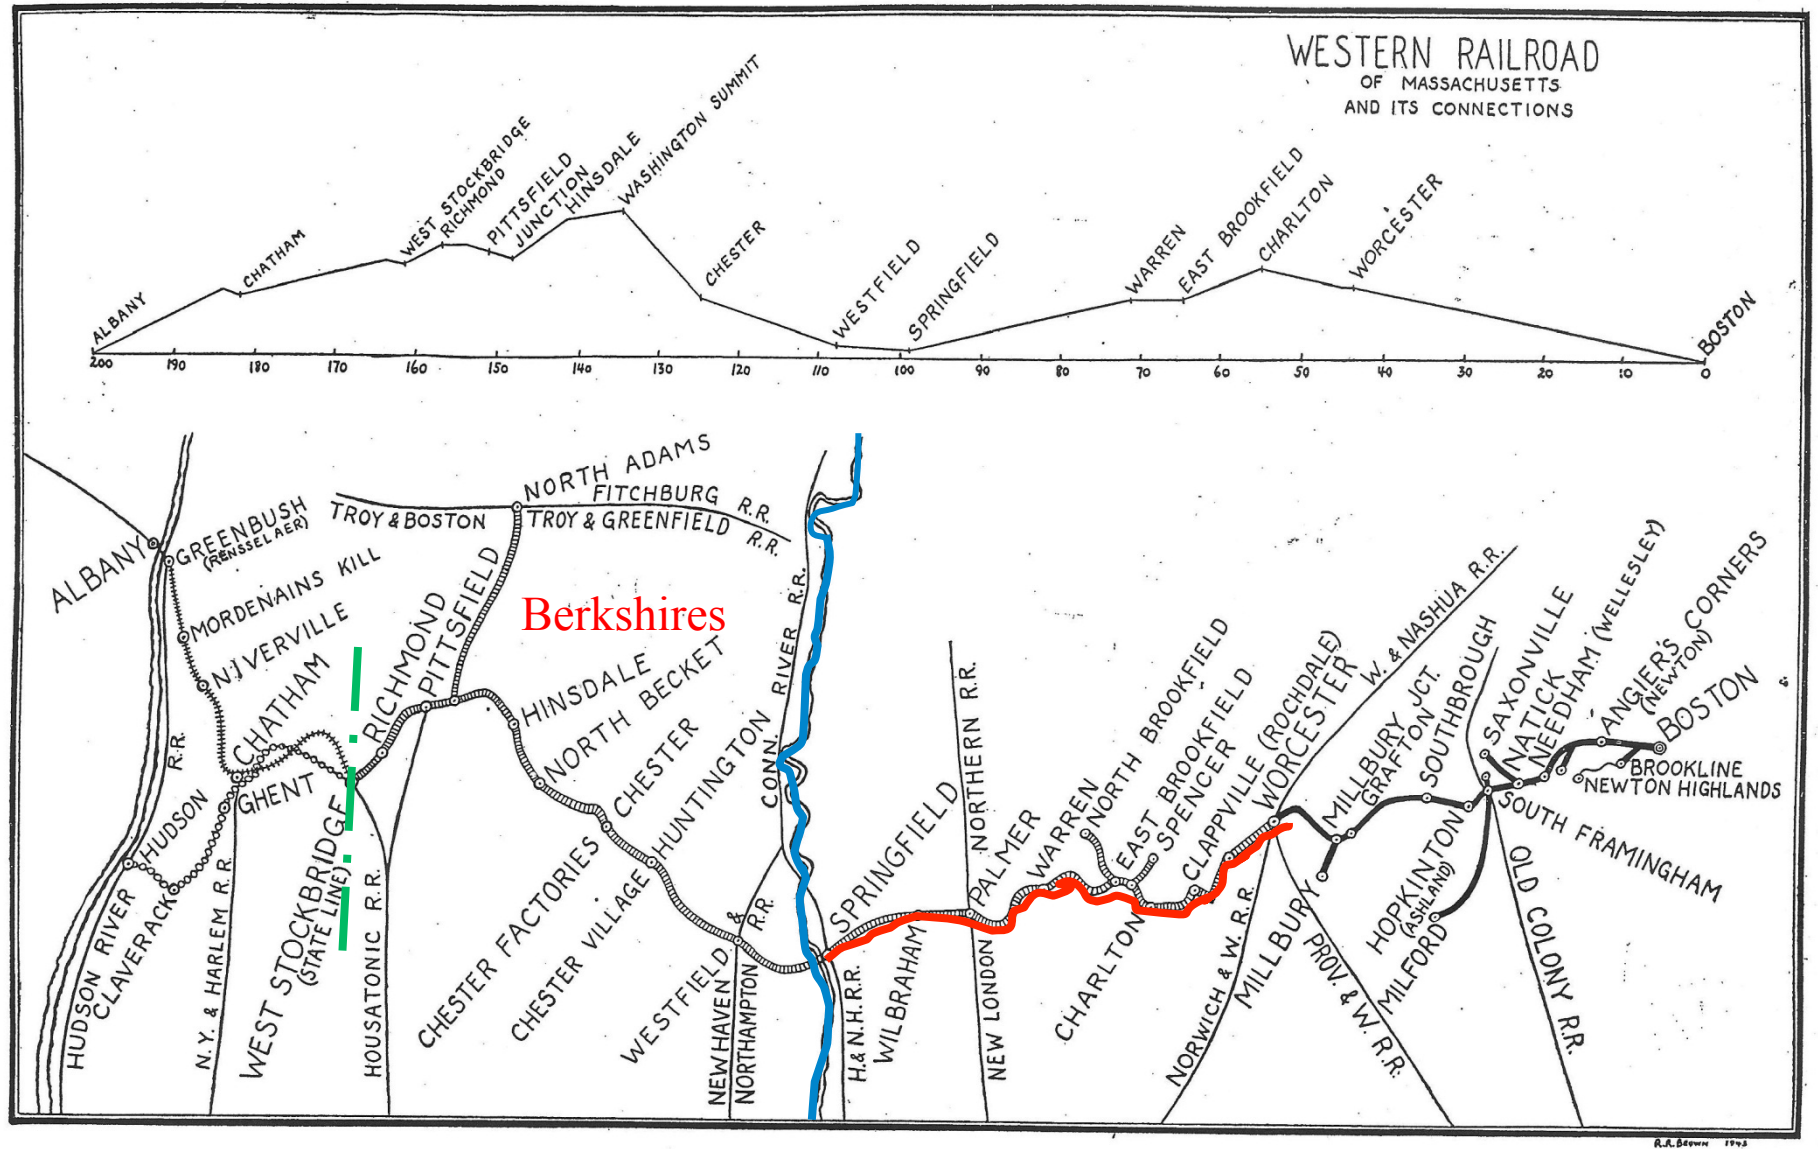 WESTERN RAILROAD
OF MASSACHUSETTS
AND ITS CONNECTIONS
ALBANY
CHATHAM
WEST STOCKBRIDGE
RICHMOND
PITTSFIELD
JUNCTION
HINSDALE
WASHINGTON SUMMIT
CHESTER
WESTFIELD
SPRINGFIELD
WARREN
EAST BROOKFIELD
CHARLTON
WORCESTER
BOSTON
200 190 180 170 160 150 140 130 120 110 100 90 80 70 60 50 40 30 20 10 0
ALBANY
GREENBUSH
(RENSSELAER)
MORDENAINS KILL
NIVERVILLE
CHATHAM
GHENT
R.R.
HUDSON
HUDSON RIVER
CLAVERACK
N.Y. & HARLEM R.R.
WEST STOCKBRIDGE
(STATE LINE)
HOUSATONIC R.R.
RICHMOND
PITTSFIELD
NORTH ADAMS
TROY & BOSTON
FITCHBURG R.R.
TROY & GREENFIELD R.R.
Berkshires
HINSDALE
NORTH BECKET
CHESTER
HUNTINGTON
CHESTER FACTORIES
CHESTER VILLAGE
WESTFIELD
NEW HAVEN &
NORTHAMPTON R.R.
CONN. RIVER R.R.
SPRINGFIELD
H. & N.H. R.R.
WILBRAHAM
NEW LONDON NORTHERN R.R.
PALMER
WARREN
NORTH BROOKFIELD
EAST BROOKFIELD
SPENCER
CHARLTON
CLAPPVILLE (ROCHDALE)
WORCESTER
W. & NASHUA R.R.
NORWICH & W. R.R.
MILLBURY
PROV. & W. R.R.
MILLBURY JCT.
GRAFTON
SOUTHBOROUGH
HOPKINTON
(ASHLAND)
MILFORD
OLD COLONY R.R.
SOUTH FRAMINGHAM
SAXONVILLE
NATICK
NEEDHAM (WELLESLEY)
ANGIER'S CORNERS
(NEWTON)
BOSTON
BROOKLINE
NEWTON HIGHLANDS
R.R. BROWN 1943